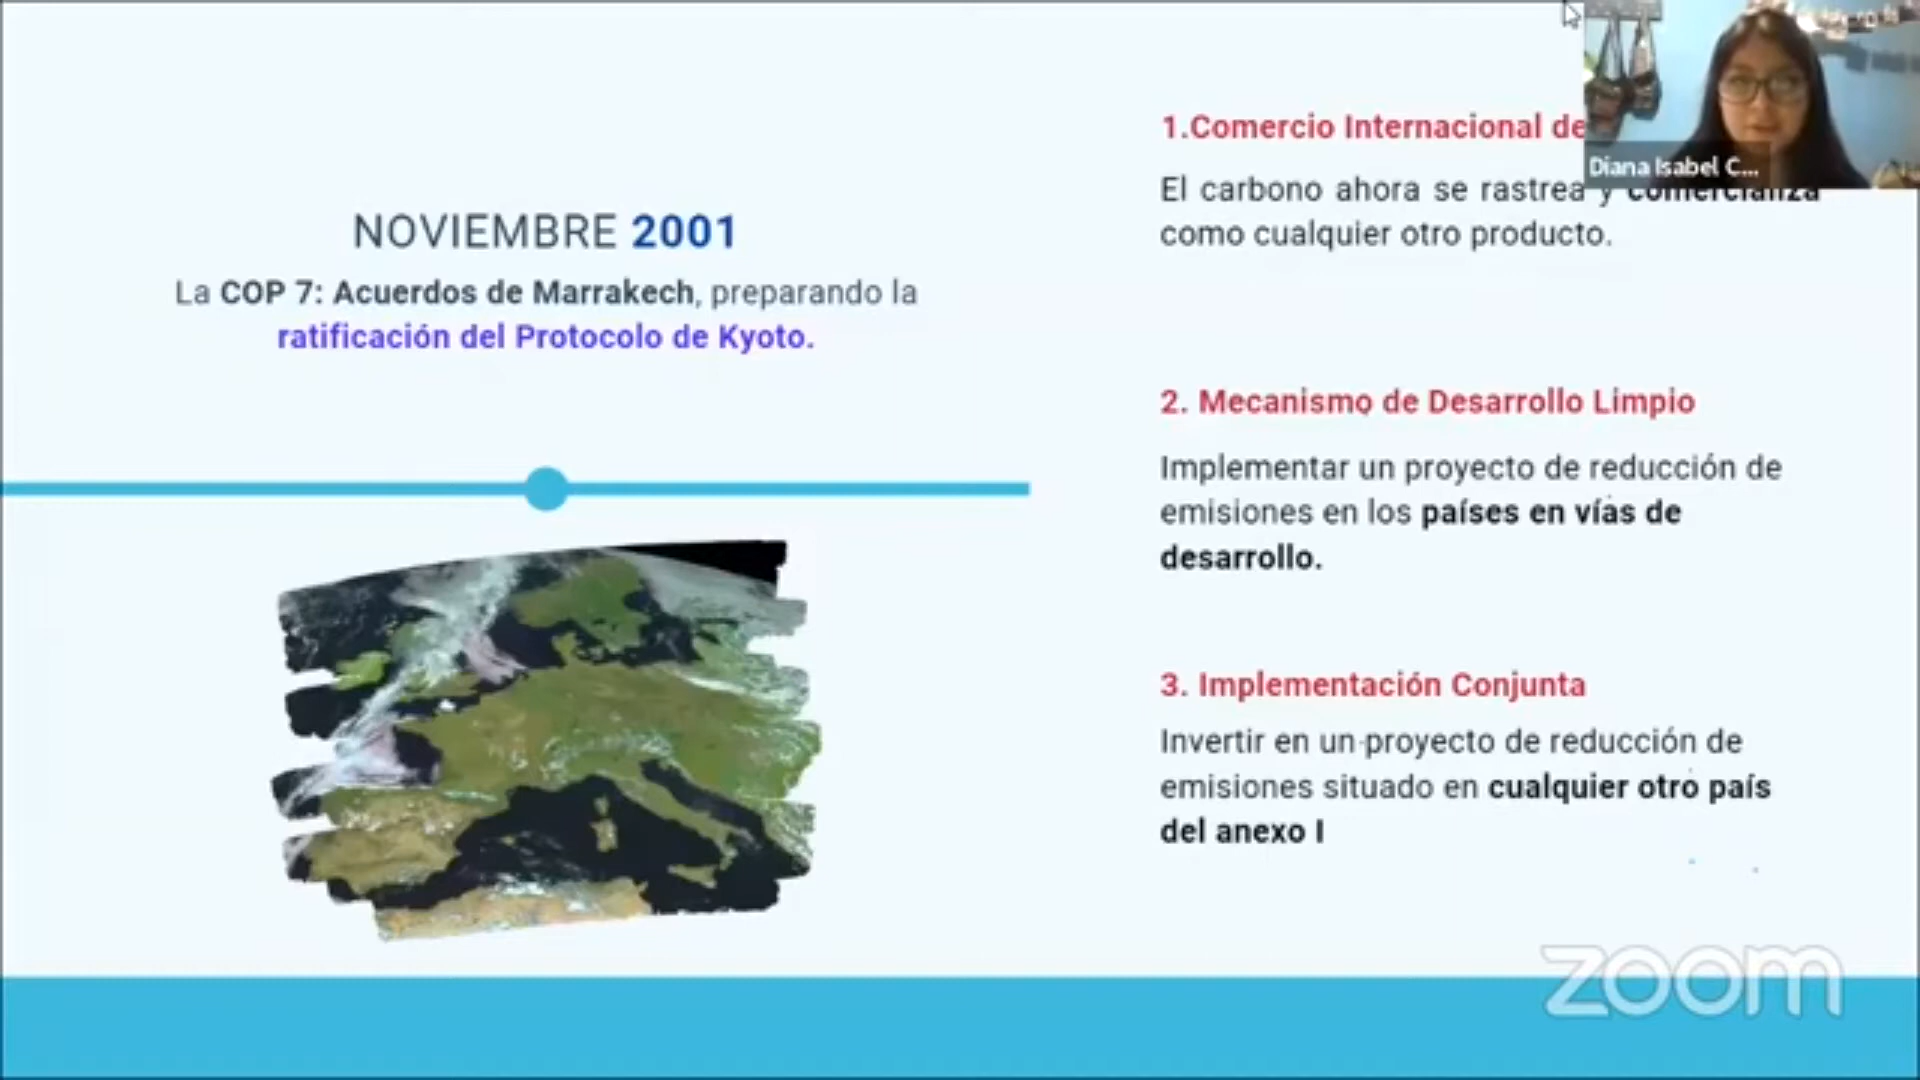 NOVIEMBRE 2001
La COP 7: Acuerdos de Marrakech, preparando la
ratificación del Protocolo de Kyoto.
1.Comercio Internacional de
El carbono ahora se rastrea y comercializa
como cualquier otro producto.
2. Mecanismo de Desarrollo Limpio
Implementar un proyecto de reducción de
emisiones en los países en vías de
desarrollo.
3. Implementación Conjunta
Invertir en un proyecto de reducción de
emisiones situado en cualquier otro país
del anexo I
Diana Isabel C...
zoom